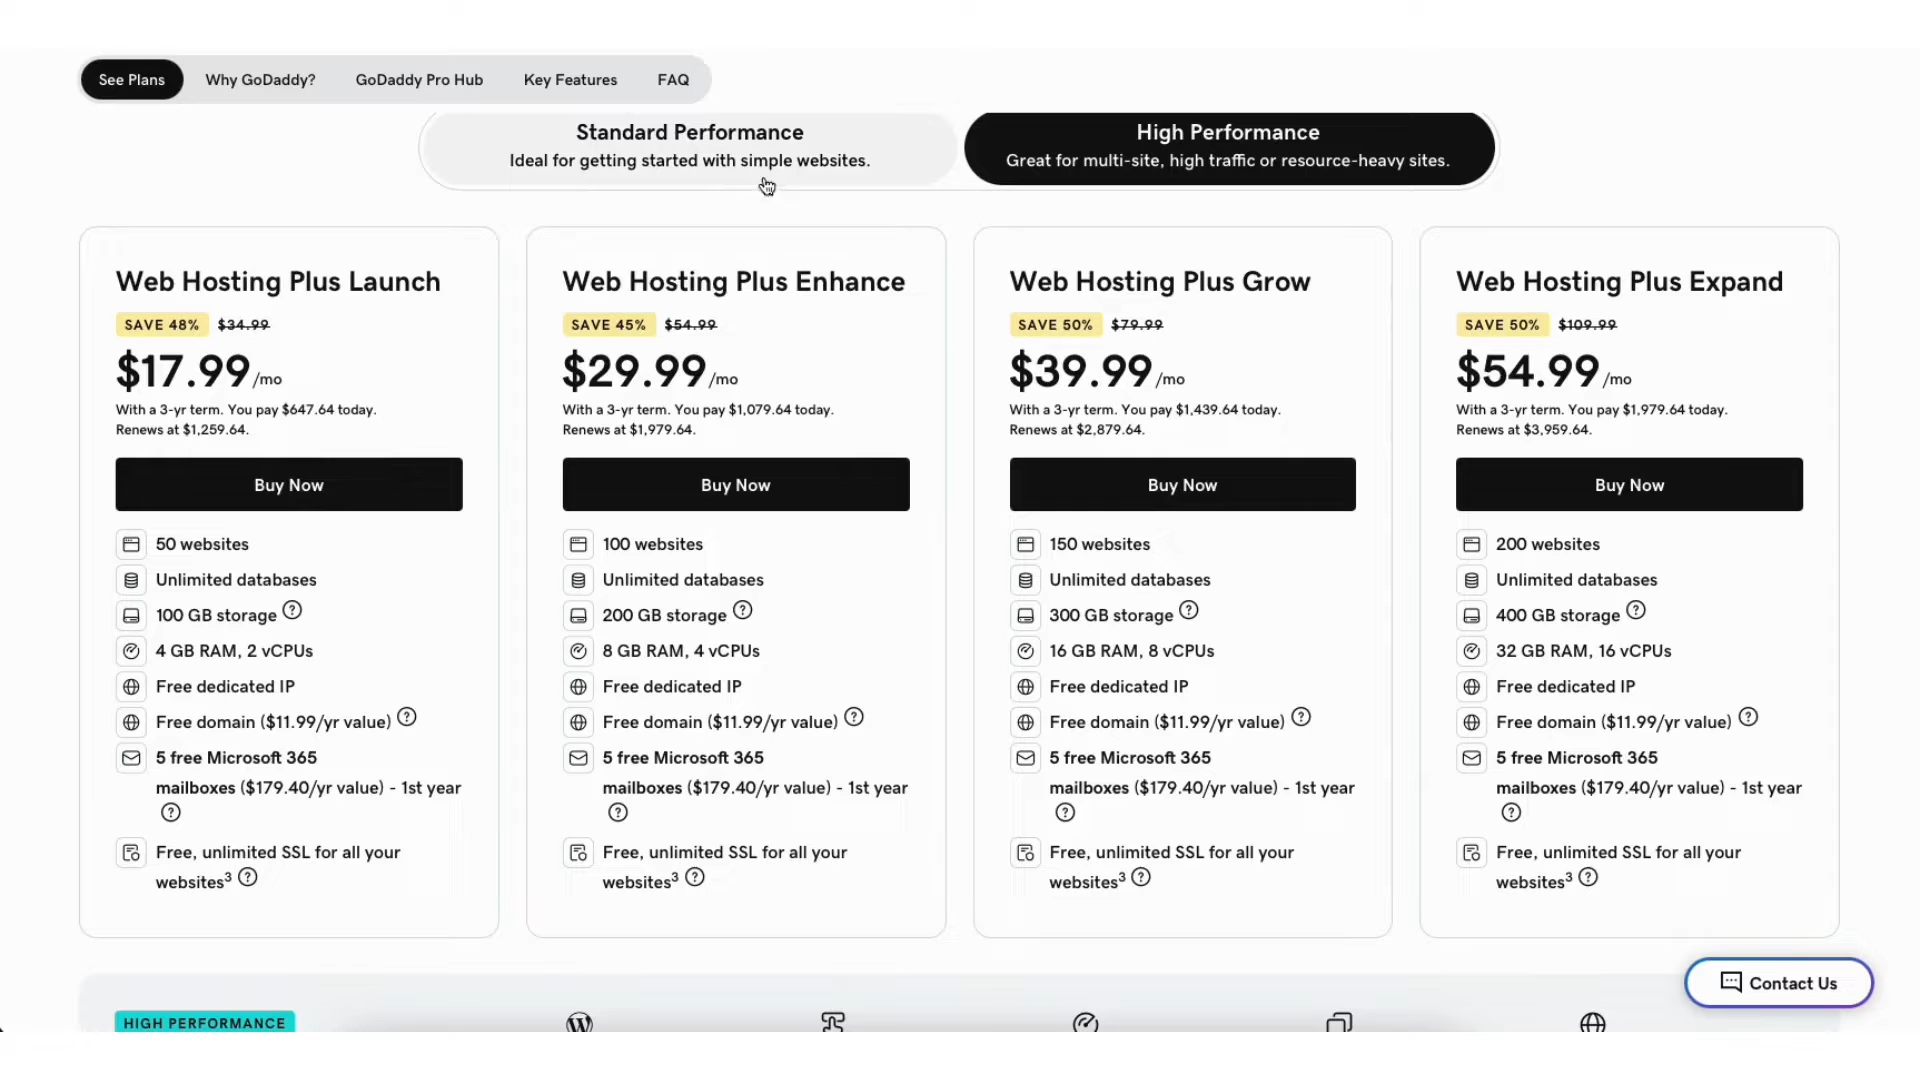 See Plans
Why GoDaddy?
GoDaddy Pro Hub
Key Features
FAQ
Standard Performance
Ideal for getting started with simple websites.
High Performance
Great for multi-site, high traffic or resource-heavy sites.
Web Hosting Plus Launch
SAVE 48% $34.99
$17.99/mo
With a 3-yr term. You pay $647.64 today.
Renews at $1,259.64.
Buy Now
50 websites
Unlimited databases
100 GB storage ?
4 GB RAM, 2 vCPUs
Free dedicated IP
Free domain ($11.99/yr value) ?
5 free Microsoft 365
mailboxes ($179.40/yr value) - 1st year
?
Free, unlimited SSL for all your
websites³ ?
Web Hosting Plus Enhance
SAVE 45% $54.99
$29.99/mo
With a 3-yr term. You pay $1,079.64 today.
Renews at $1,979.64.
Buy Now
100 websites
Unlimited databases
200 GB storage ?
8 GB RAM, 4 vCPUs
Free dedicated IP
Free domain ($11.99/yr value) ?
5 free Microsoft 365
mailboxes ($179.40/yr value) - 1st year
?
Free, unlimited SSL for all your
websites³ ?
Web Hosting Plus Grow
SAVE 50% $79.99
$39.99/mo
With a 3-yr term. You pay $1,439.64 today.
Renews at $2,879.64.
Buy Now
150 websites
Unlimited databases
300 GB storage ?
16 GB RAM, 8 vCPUs
Free dedicated IP
Free domain ($11.99/yr value) ?
5 free Microsoft 365
mailboxes ($179.40/yr value) - 1st year
?
Free, unlimited SSL for all your
websites³ ?
Web Hosting Plus Expand
SAVE 50% $109.99
$54.99/mo
With a 3-yr term. You pay $1,979.64 today.
Renews at $3,959.64.
Buy Now
200 websites
Unlimited databases
400 GB storage ?
32 GB RAM, 16 vCPUs
Free dedicated IP
Free domain ($11.99/yr value) ?
5 free Microsoft 365
mailboxes ($179.40/yr value) - 1st year
?
Free, unlimited SSL for all your
websites³ ?
Contact Us
HIGH PERFORMANCE